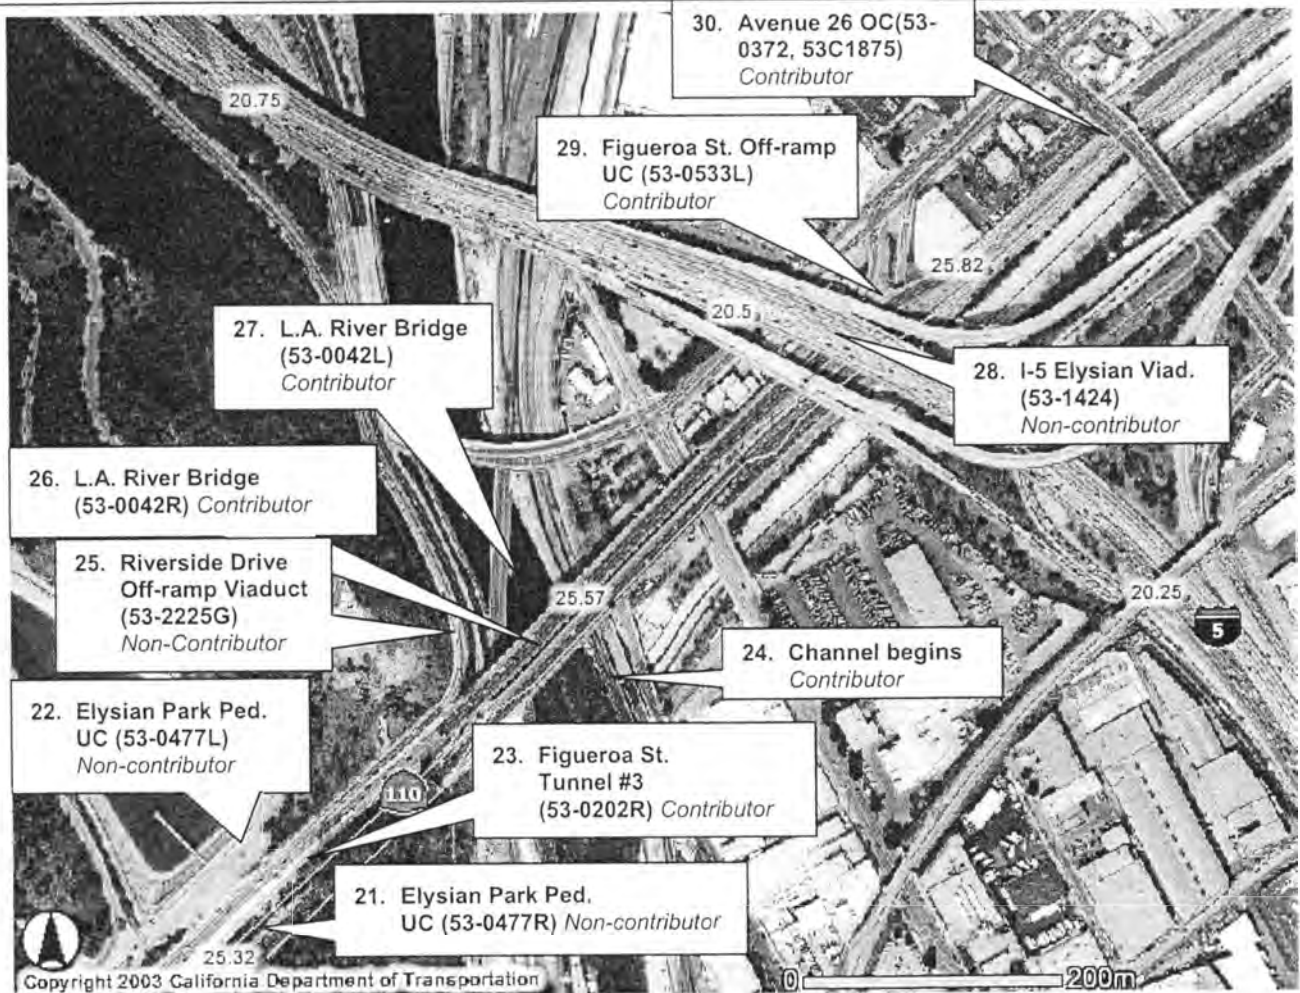 30. Avenue 26 OC(53-
0372, 53C1875)
Contributor
20.75
29. Figueroa St. Off-ramp
UC (53-0533L)
Contributor
25.82
27. L.A. River Bridge
(53-0042L)
Contributor
20.5
28. I-5 Elysian Viad.
(53-1424)
Non-contributor
26. L.A. River Bridge
(53-0042R) Contributor
25. Riverside Drive
Off-ramp Viaduct
(53-2225G)
Non-Contributor
25.57
20.25
5
24. Channel begins
Contributor
22. Elysian Park Ped.
UC (53-0477L)
Non-contributor
23. Figueroa St.
Tunnel #3
(53-0202R) Contributor
110
21. Elysian Park Ped.
UC (53-0477R) Non-contributor
25.32
Copyright 2003 California Department of Transportation
0 200m